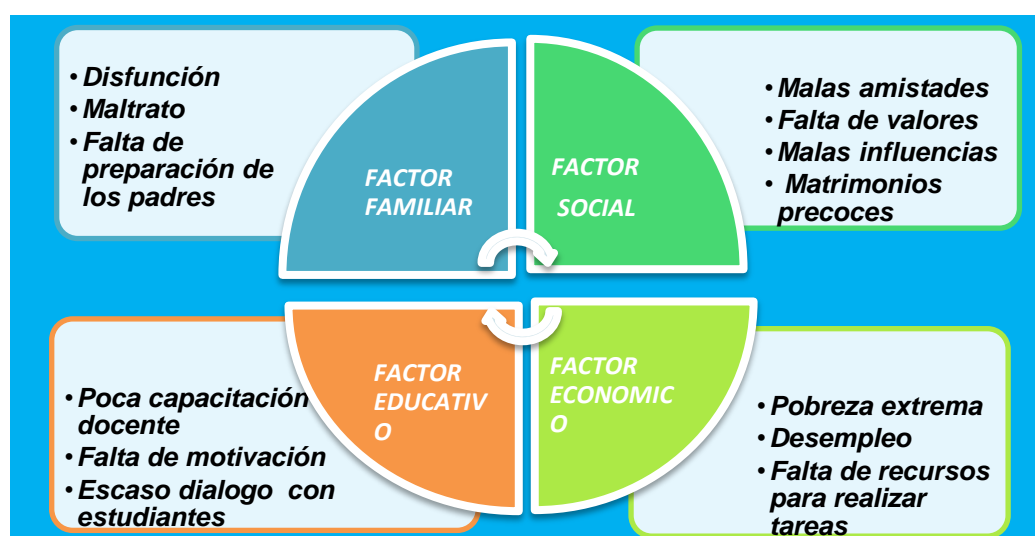 • Disfunción
• Maltrato
• Falta de
preparación de
los padres
FACTOR
FAMILIAR
FACTOR
SOCIAL
• Malas amistades
• Falta de valores
• Malas influencias
• Matrimonios
precoces
• Poca capacitación
docente
• Falta de motivación
• Escaso dialogo con
estudiantes
FACTOR
EDUCATIV
O
FACTOR
ECONOMIC
O
• Pobreza extrema
• Desempleo
• Falta de recursos
para realizar
tareas